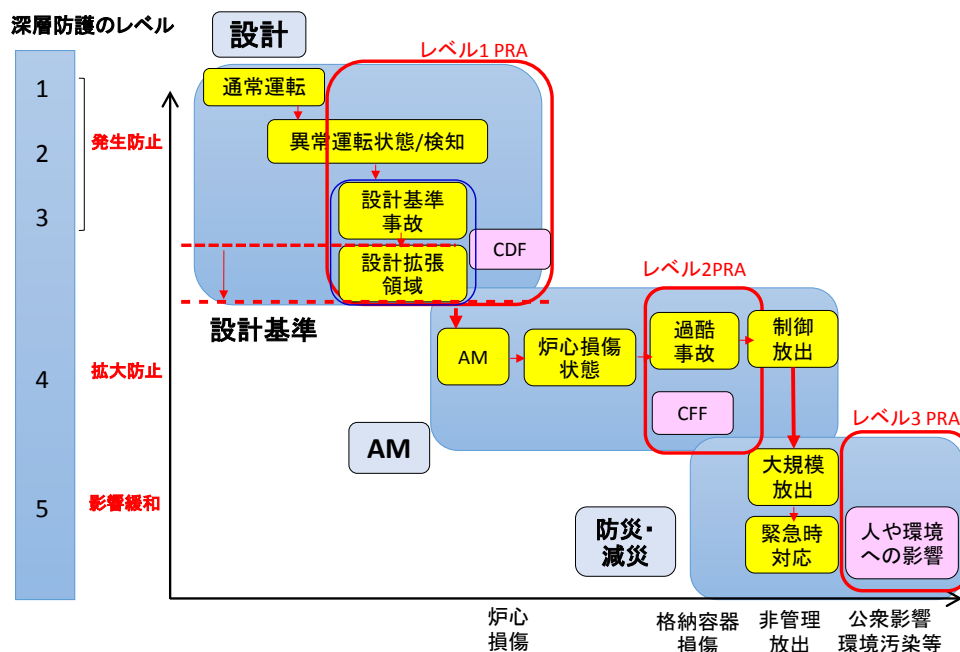 深層防護のレベル
設計
レベル1 PRA
1
通常運転
発生防止
2
異常運転状態/検知
3
設計基準
事故
CDF
設計拡張
領域
設計基準
レベル2PRA
拡大防止
4
AM
炉心損傷
状態
過酷
事故
制御
放出
CFF
AM
レベル3 PRA
影響緩和
5
大規模
放出
防災・
減災
緊急時
対応
人や環境
への影響
炉心
損傷
格納容器
損傷
非管理
放出
公衆影響
環境汚染等